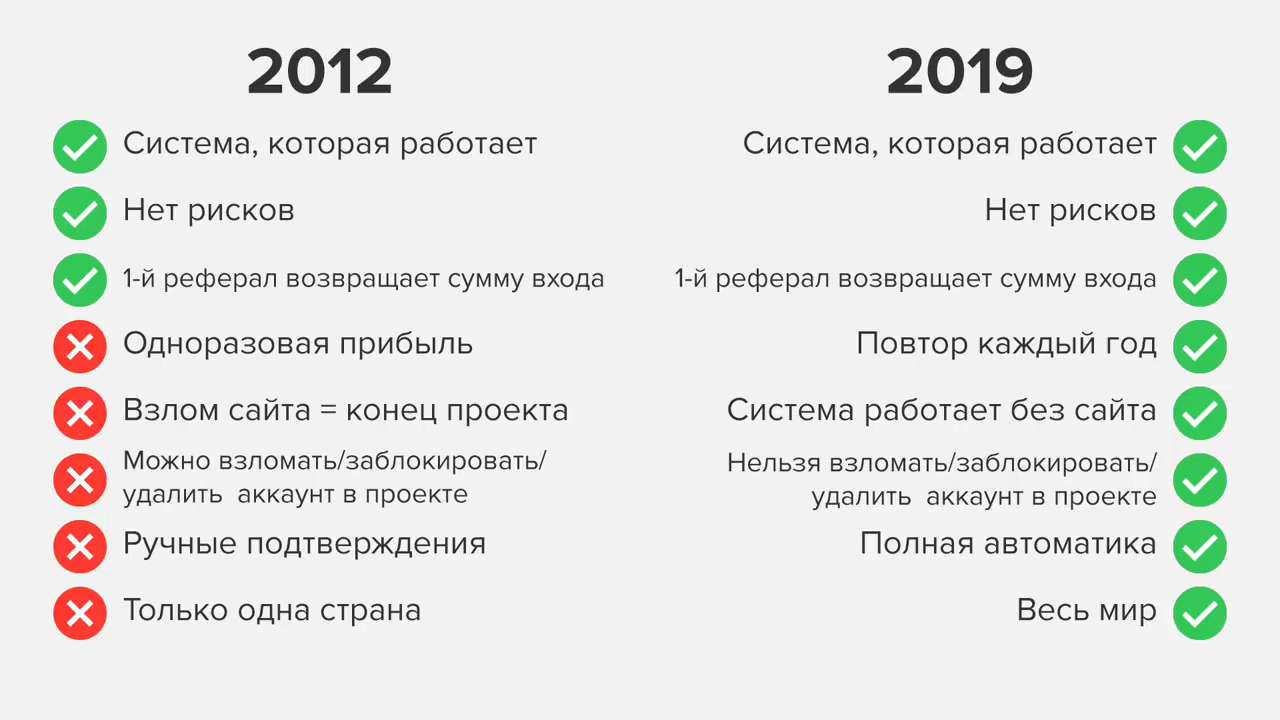 2012
Система, которая работает
Нет рисков
1-й реферал возвращает сумму входа
Одноразовая прибыль
Взлом сайта = конец проекта
Можно взломать/заблокировать/
удалить  аккаунт в проекте
Ручные подтверждения
Только одна страна
2019
Система, которая работает
Нет рисков
1-й реферал возвращает сумму входа
Повтор каждый год
Система работает без сайта
Нельзя взломать/заблокировать/
удалить  аккаунт в проекте
Полная автоматика
Весь мир